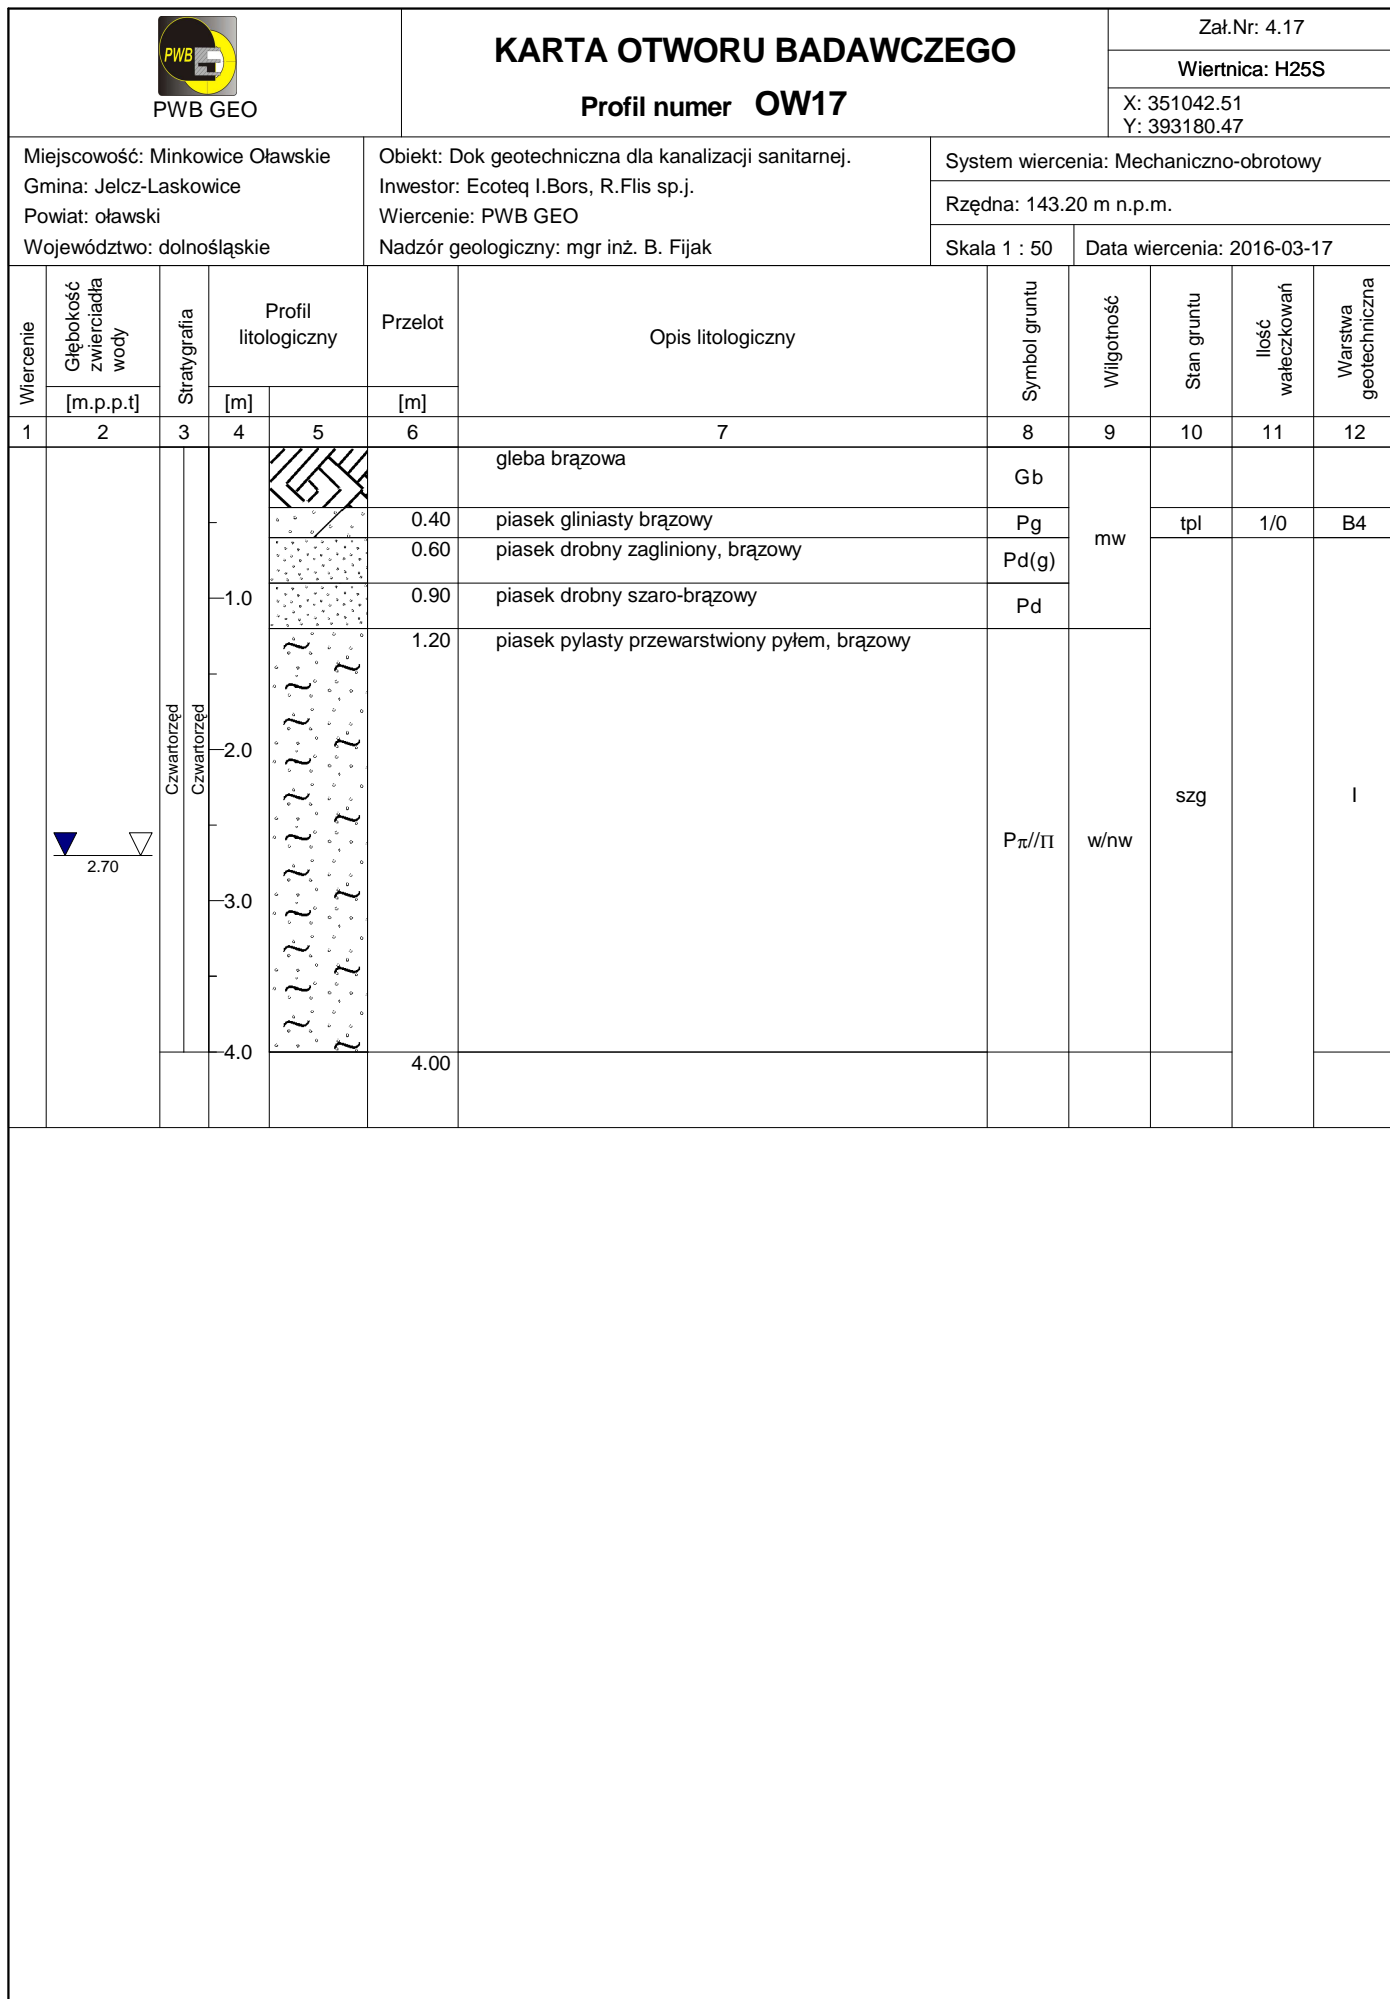 PWB
PWB GEO
KARTA OTWORU BADAWCZEGO
Profil numer OW17
Zał.Nr: 4.17
Wiertnica: H25S
X: 351042.51
Y: 393180.47
Miejscowość: Minkowice Oławskie
Gmina: Jelcz-Laskowice
Powiat: oławski
Województwo: dolnośląskie
Obiekt: Dok geotechniczna dla kanalizacji sanitarnej.
Inwestor: Ecoteq I.Bors, R.Flis sp.j.
Wiercenie: PWB GEO
Nadzór geologiczny: mgr inż. B. Fijak
System wiercenia: Mechaniczno-obrotowy
Rzędna: 143.20 m n.p.m.
Skala 1 : 50
Data wiercenia: 2016-03-17
Wiercenie
Głębokość
zwierciadła
wody
[m.p.p.t]
Stratygrafia
Profil
litologiczny
[m]
Przelot
[m]
Opis litologiczny
Symbol gruntu
Wilgotność
Stan gruntu
Ilość
wałeczkowań
Warstwa
geotechniczna
1 2 3 4 5 6 7 8 9 10 11 12
gleba brązowa
Gb
0.40 piasek gliniasty brązowy Pg tpl 1/0 B4
mw
0.60 piasek drobny zagliniony, brązowy Pd(g)
1.0
0.90 piasek drobny szaro-brązowy Pd
1.20 piasek pylasty przewarstwiony pyłem, brązowy
Czwartorzęd
Czwartorzęd
2.0
szg I
Pπ//Π w/nw
2.70
3.0
4.0
4.00